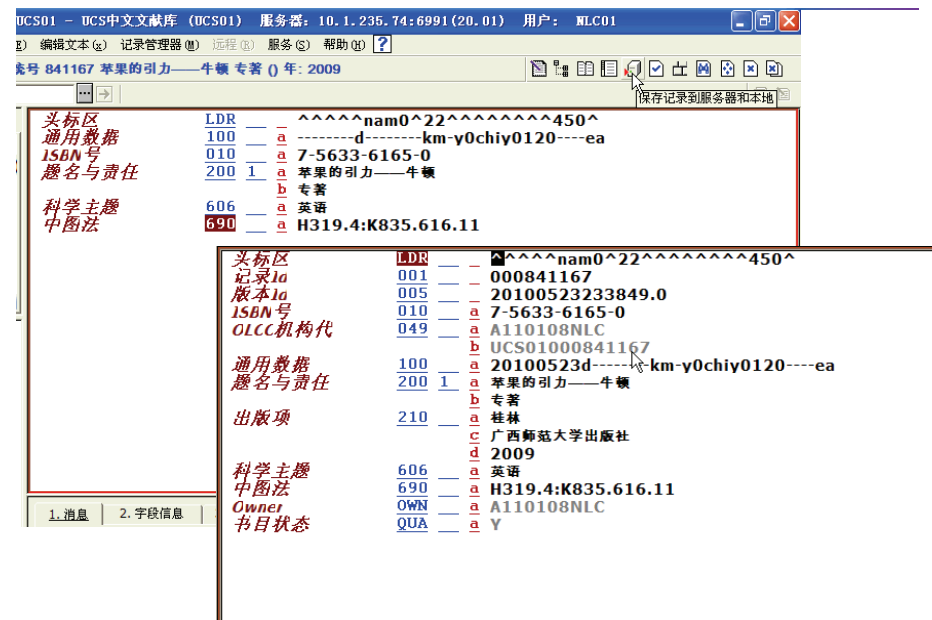 UCS01 - UCS中文文献库 (UCS01) 服务器: 10.1.235.74:6991(20.01) 用户: NLC01
编辑文本(x) 记录管理器(M) 远程(R) 服务(S) 帮助(H) ?
号 841167 苹果的引力——牛顿 专著 () 年: 2009
保存记录到服务器和本地
头标区 LDR ^^^^^nam0^22^^^^^^^^450^
通用数据 100 a --------d--------km-y0chiy0120----ea
ISBN号 010 a 7-5633-6165-0
题名与责任 200 1 a 苹果的引力——牛顿
b 专著
科学主题 606 a 英语
中图法 690 a H319.4:K835.616.11
头标区 LDR ^^^^^nam0^22^^^^^^^^450^
记录Id 001 000841167
版本Id 005 20100523233849.0
ISBN号 010 a 7-5633-6165-0
OLCC机构代 049 a A110108NLC
b UCS01000841167
通用数据 100 a 20100523d--------km-y0chiy0120----ea
题名与责任 200 1 a 苹果的引力——牛顿
b 专著
出版项 210 a 桂林
c 广西师范大学出版社
d 2009
科学主题 606 a 英语
中图法 690 a H319.4:K835.616.11
Owner OWN a A110108NLC
书目状态 QUA a Y
1. 消息 2. 字段信息